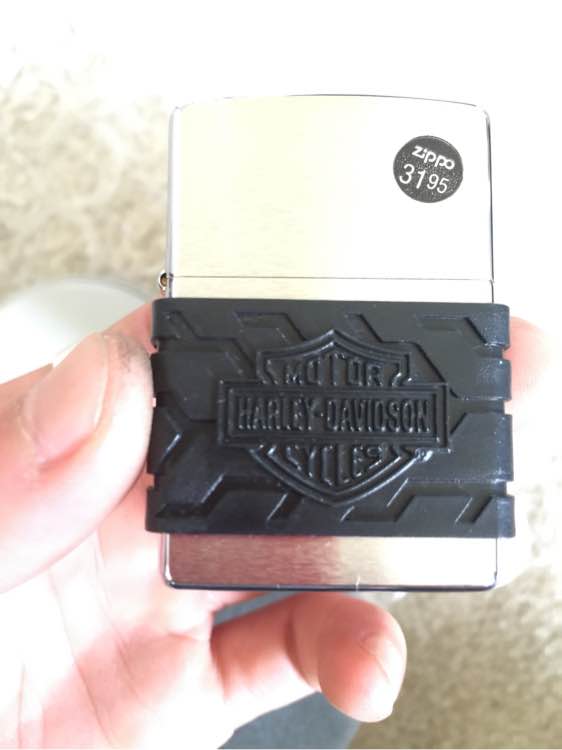 zippo
3195
MOTOR
HARLEY-DAVIDSON
CYCLES